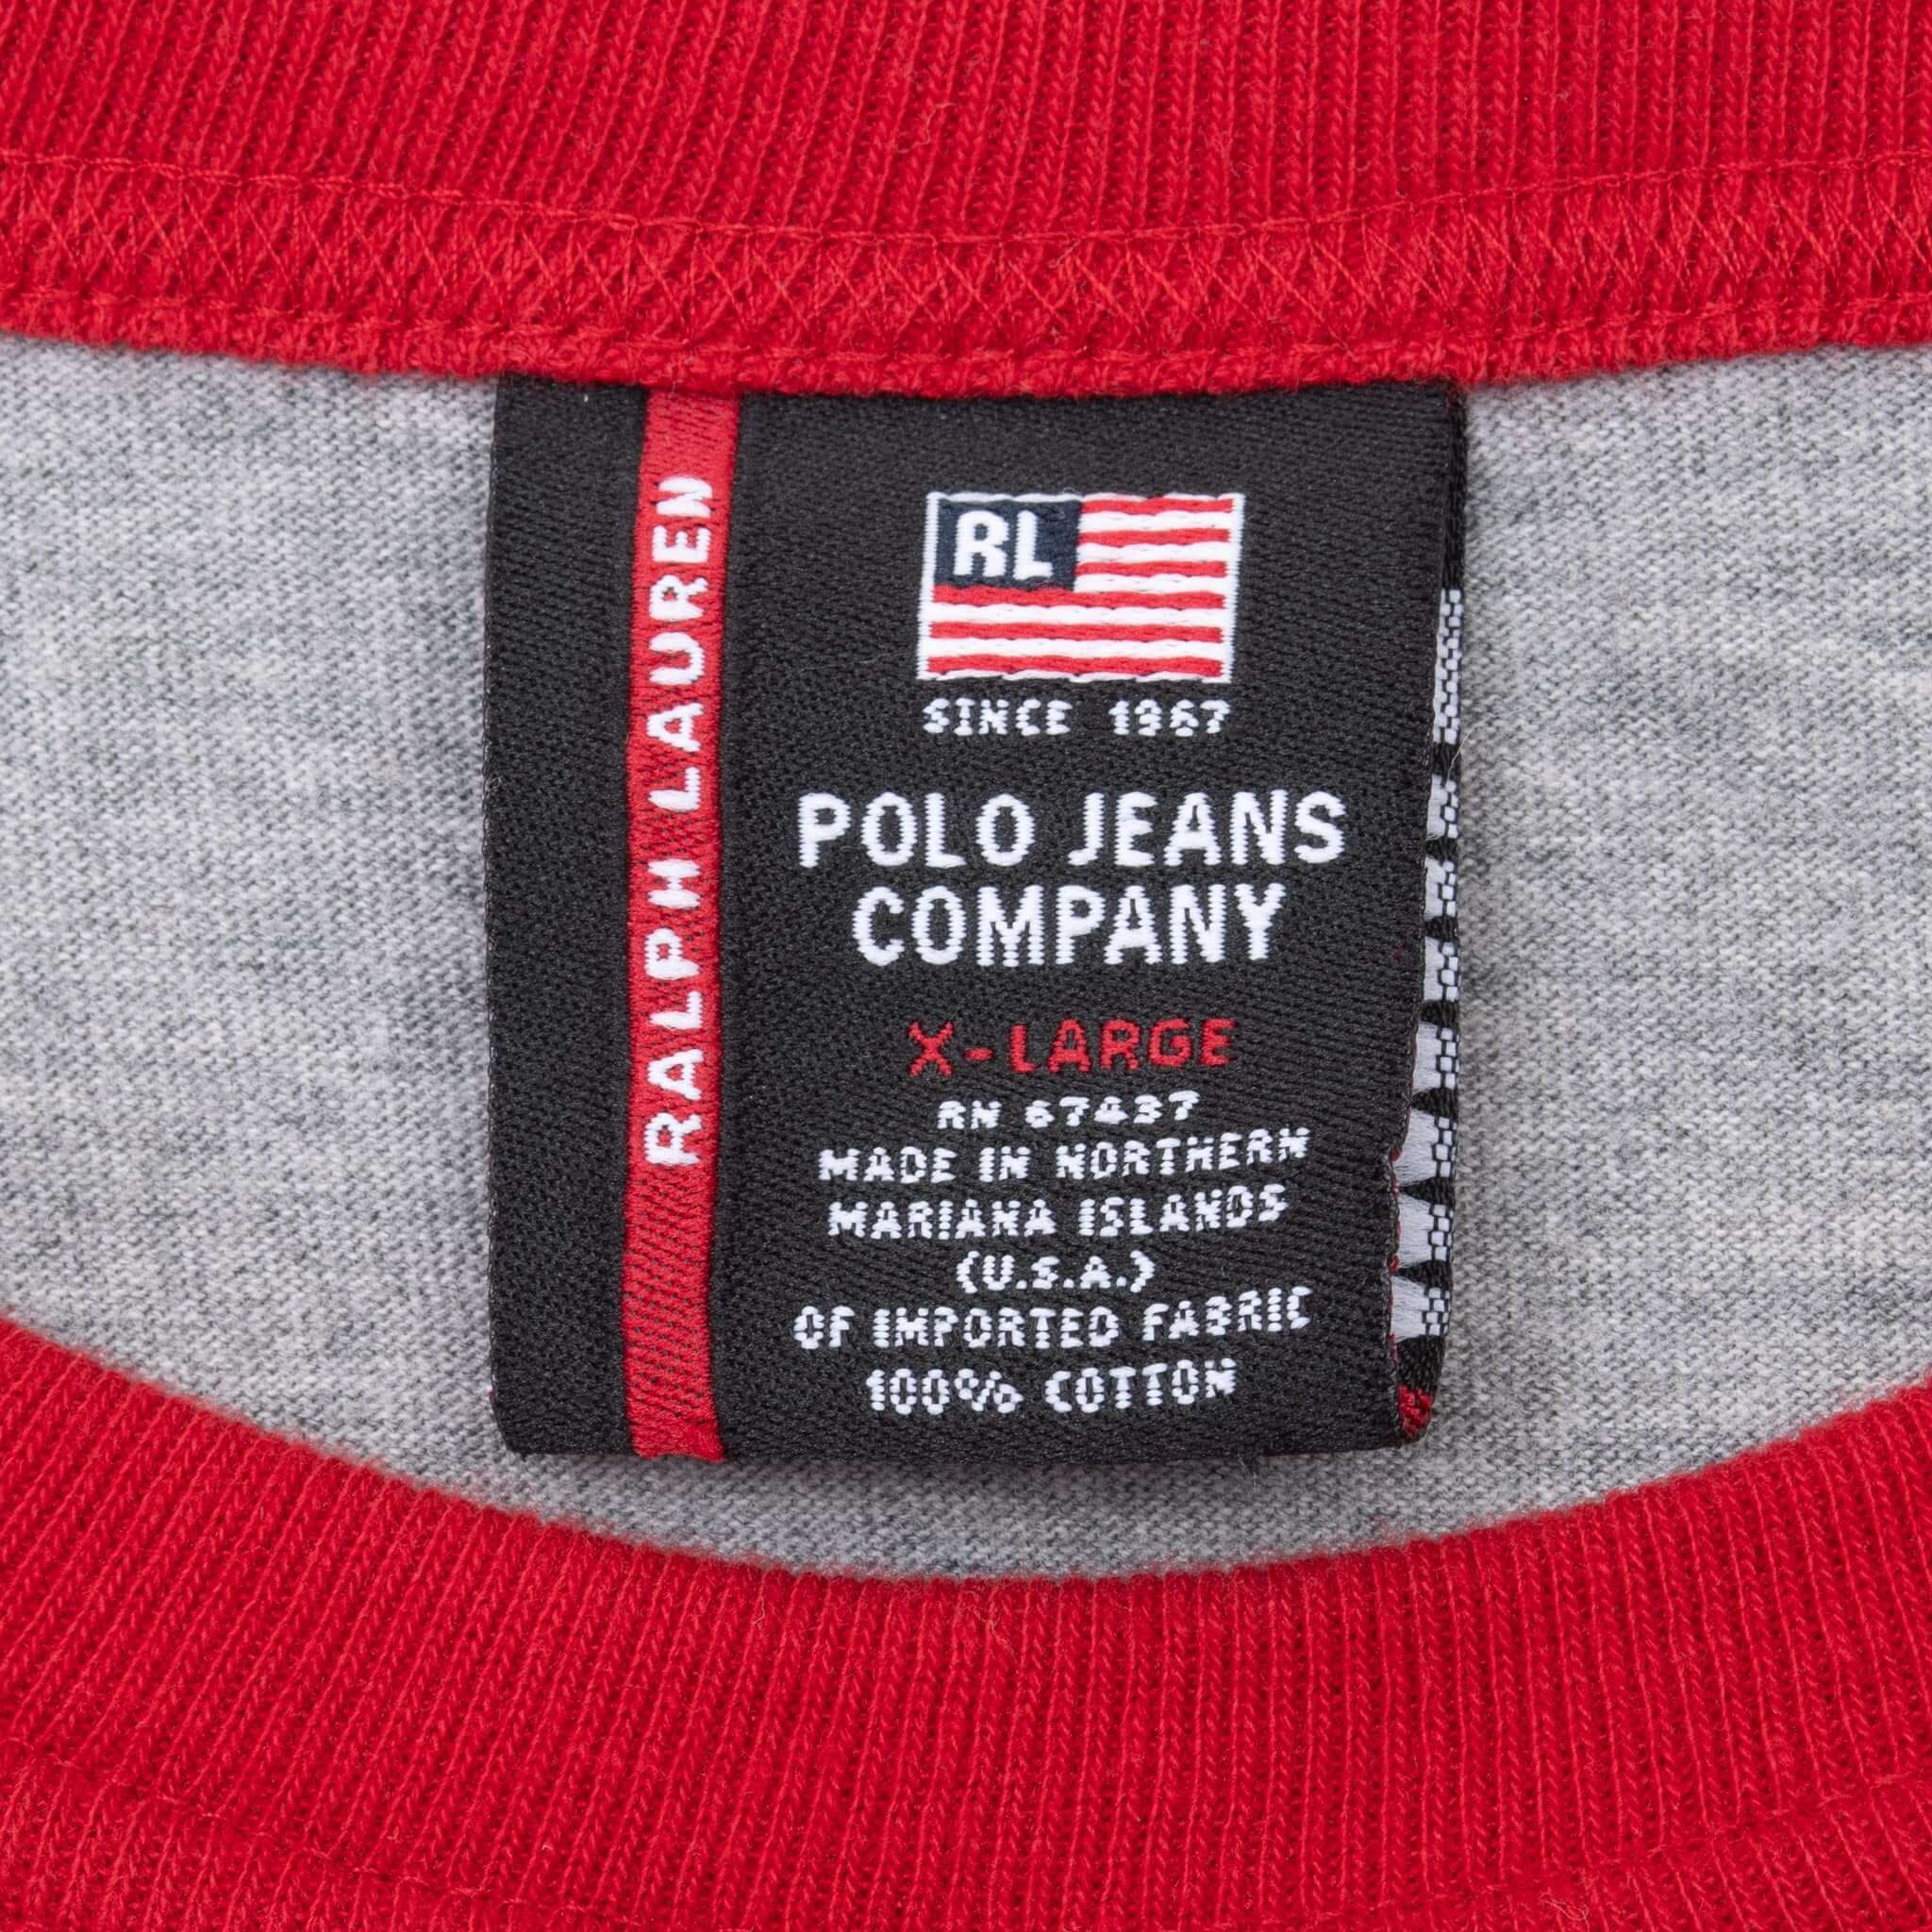 RALPH LAUREN
RL
SINCE 1967
POLO JEANS
COMPANY
X-LARGE
RN 67437
MADE IN NORTHERN
MARIANA ISLANDS
(U.S.A.)
OF IMPORTED FABRIC
100% COTTON